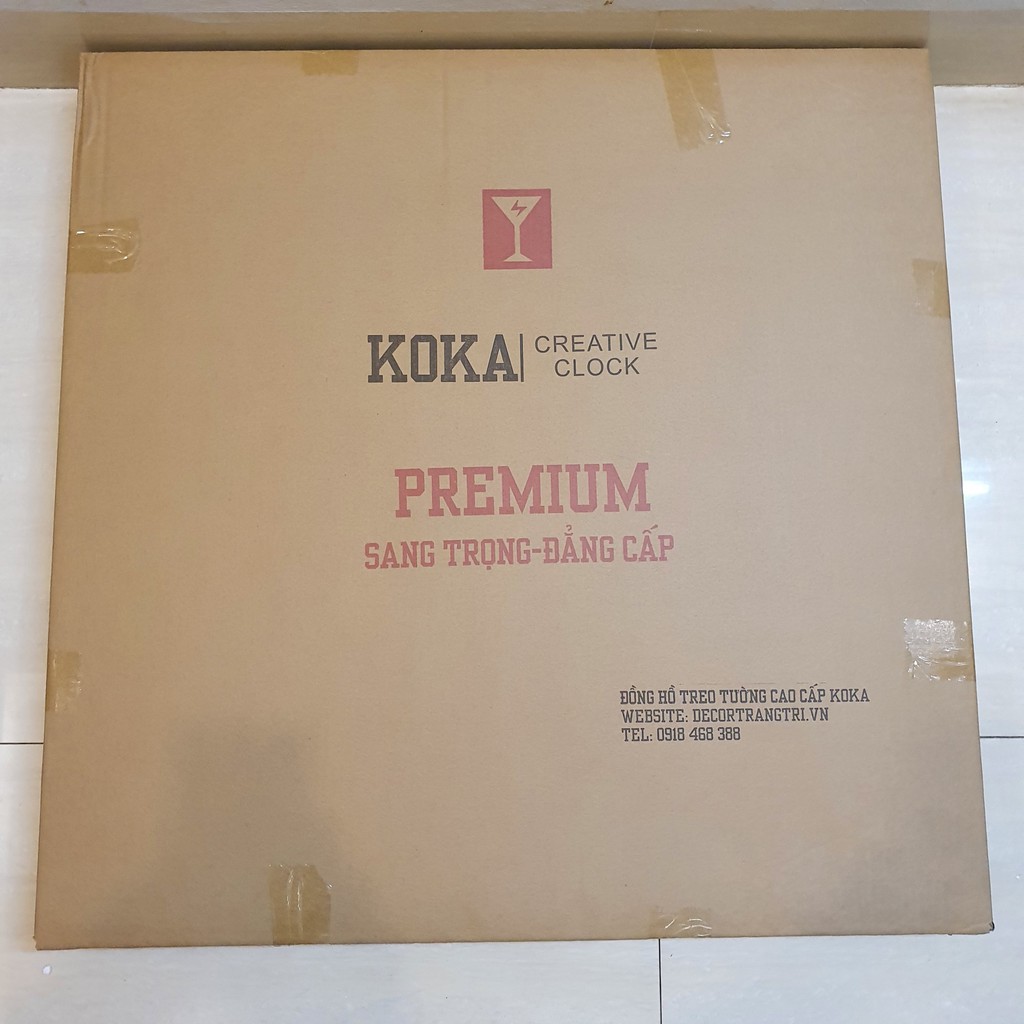 KOKA | CREATIVE
CLOCK
PREMIUM
SANG TRỌNG-ĐẲNG CẤP
ĐỒNG HỒ TREO TƯỜNG CAO CẤP KOKA
WEBSITE: DECORTRANGTRI.VN
TEL: 0918 468 388